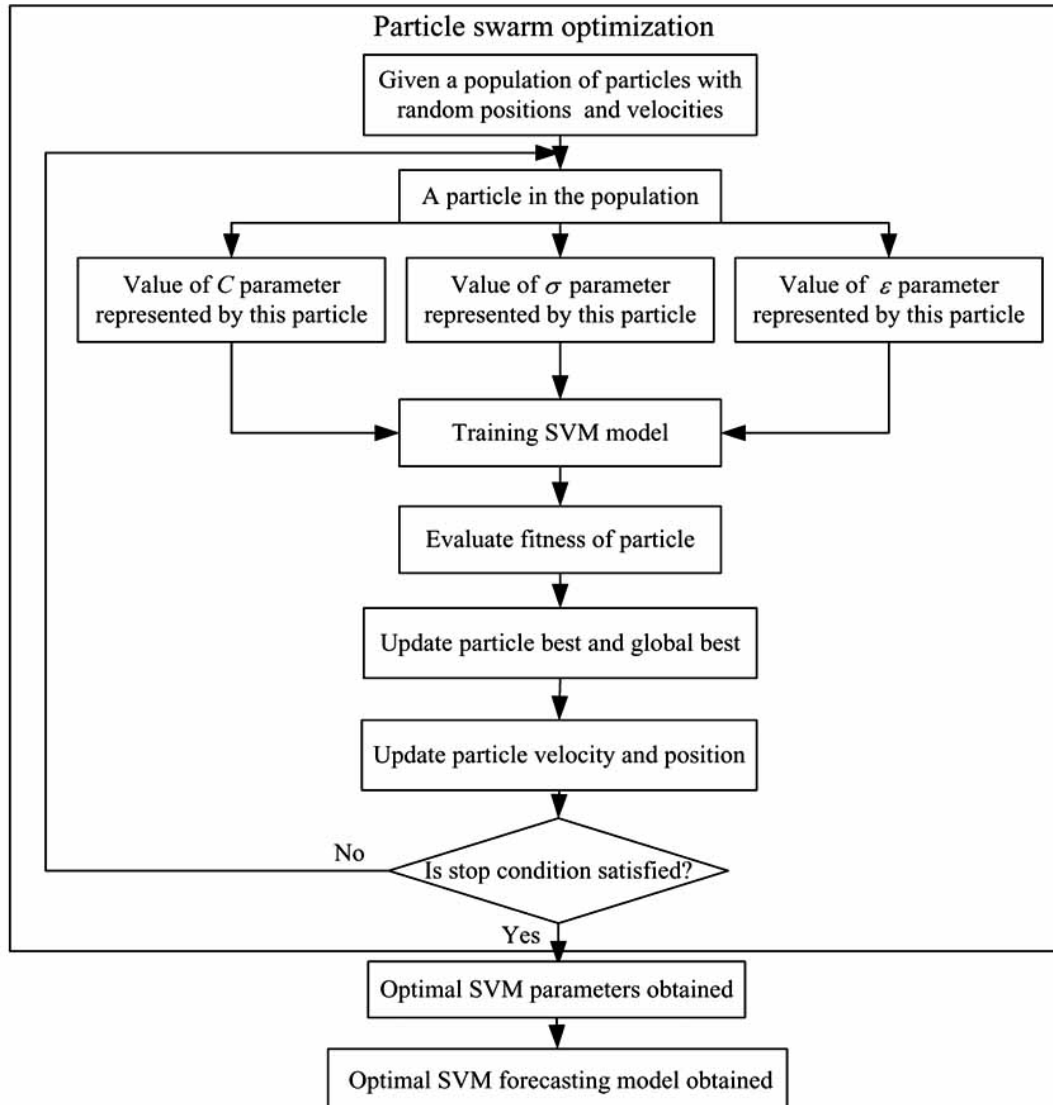 Particle swarm optimization
Given a population of particles with
random positions and velocities
A particle in the population
Value of C parameter
represented by this particle
Value of σ parameter
represented by this particle
Value of ε parameter
represented by this particle
Training SVM model
Evaluate fitness of particle
Update particle best and global best
Update particle velocity and position
No
Is stop condition satisfied?
Yes
Optimal SVM parameters obtained
Optimal SVM forecasting model obtained